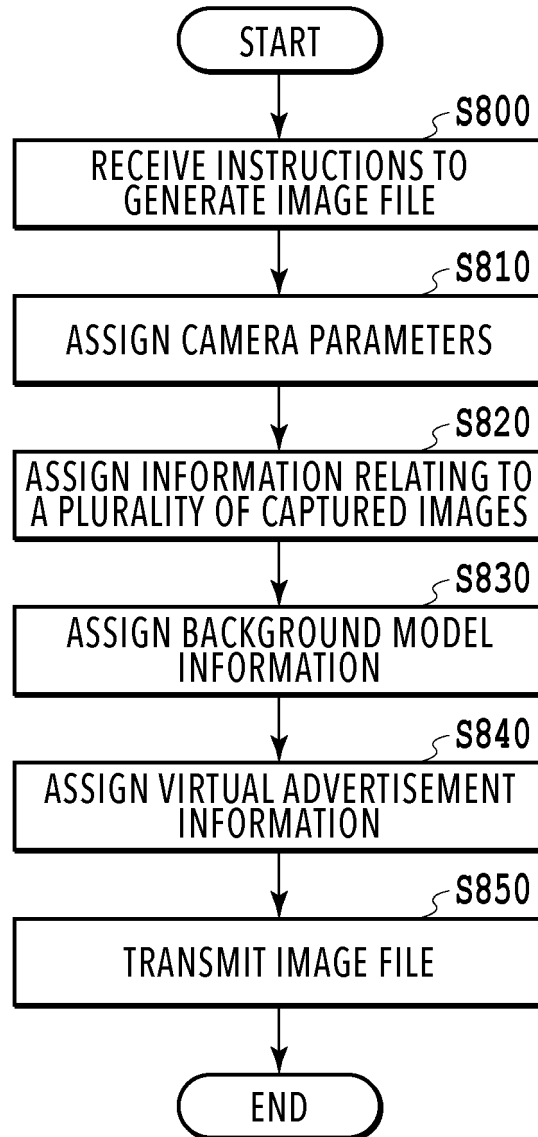 START
S800
RECEIVE INSTRUCTIONS TO
GENERATE IMAGE FILE
S810
ASSIGN CAMERA PARAMETERS
S820
ASSIGN INFORMATION RELATING TO
A PLURALITY OF CAPTURED IMAGES
S830
ASSIGN BACKGROUND MODEL
INFORMATION
S840
ASSIGN VIRTUAL ADVERTISEMENT
INFORMATION
S850
TRANSMIT IMAGE FILE
END